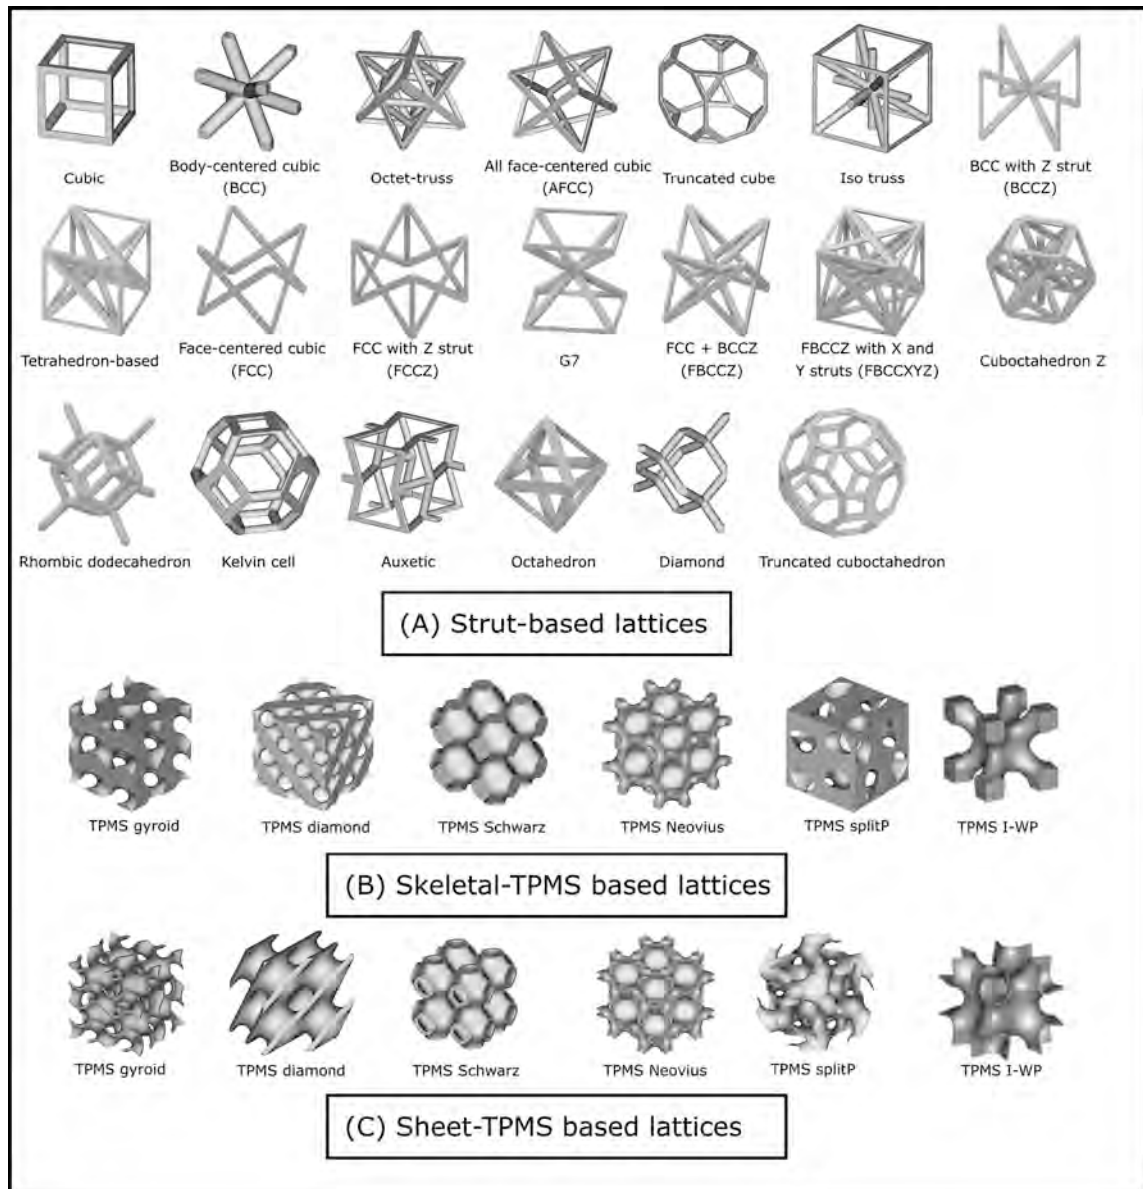 Cubic
Body-centered cubic
(BCC)
Octet-truss
All face-centered cubic
(AFCC)
Truncated cube
Iso truss
BCC with Z strut
(BCCZ)
Tetrahedron-based
Face-centered cubic
(FCC)
FCC with Z strut
(FCCZ)
G7
FCC + BCCZ
(FBCCZ)
FBCCZ with X and
Y struts (FBCCXYZ)
Cuboctahedron Z
Rhombic dodecahedron
Kelvin cell
Auxetic
Octahedron
Diamond
Truncated cuboctahedron
(A) Strut-based lattices
TPMS gyroid
TPMS diamond
TPMS Schwarz
TPMS Neovius
TPMS splitP
TPMS I-WP
(B) Skeletal-TPMS based lattices
TPMS gyroid
TPMS diamond
TPMS Schwarz
TPMS Neovius
TPMS splitP
TPMS I-WP
(C) Sheet-TPMS based lattices